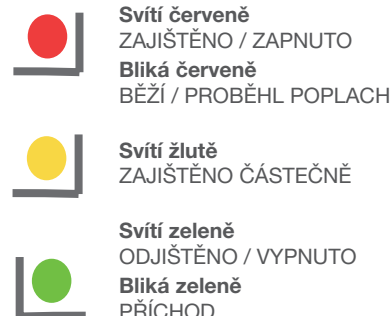 Svítí červeně
ZAJIŠTĚNO / ZAPNUTO
Bliká červeně
BĚŽÍ / PROBĚHL POPLACH
Svítí žlutě
ZAJIŠTĚNO ČÁSTEČNĚ
Svítí zeleně
ODJIŠTĚNO / VYPNUTO
Bliká zeleně
PŘÍCHOD